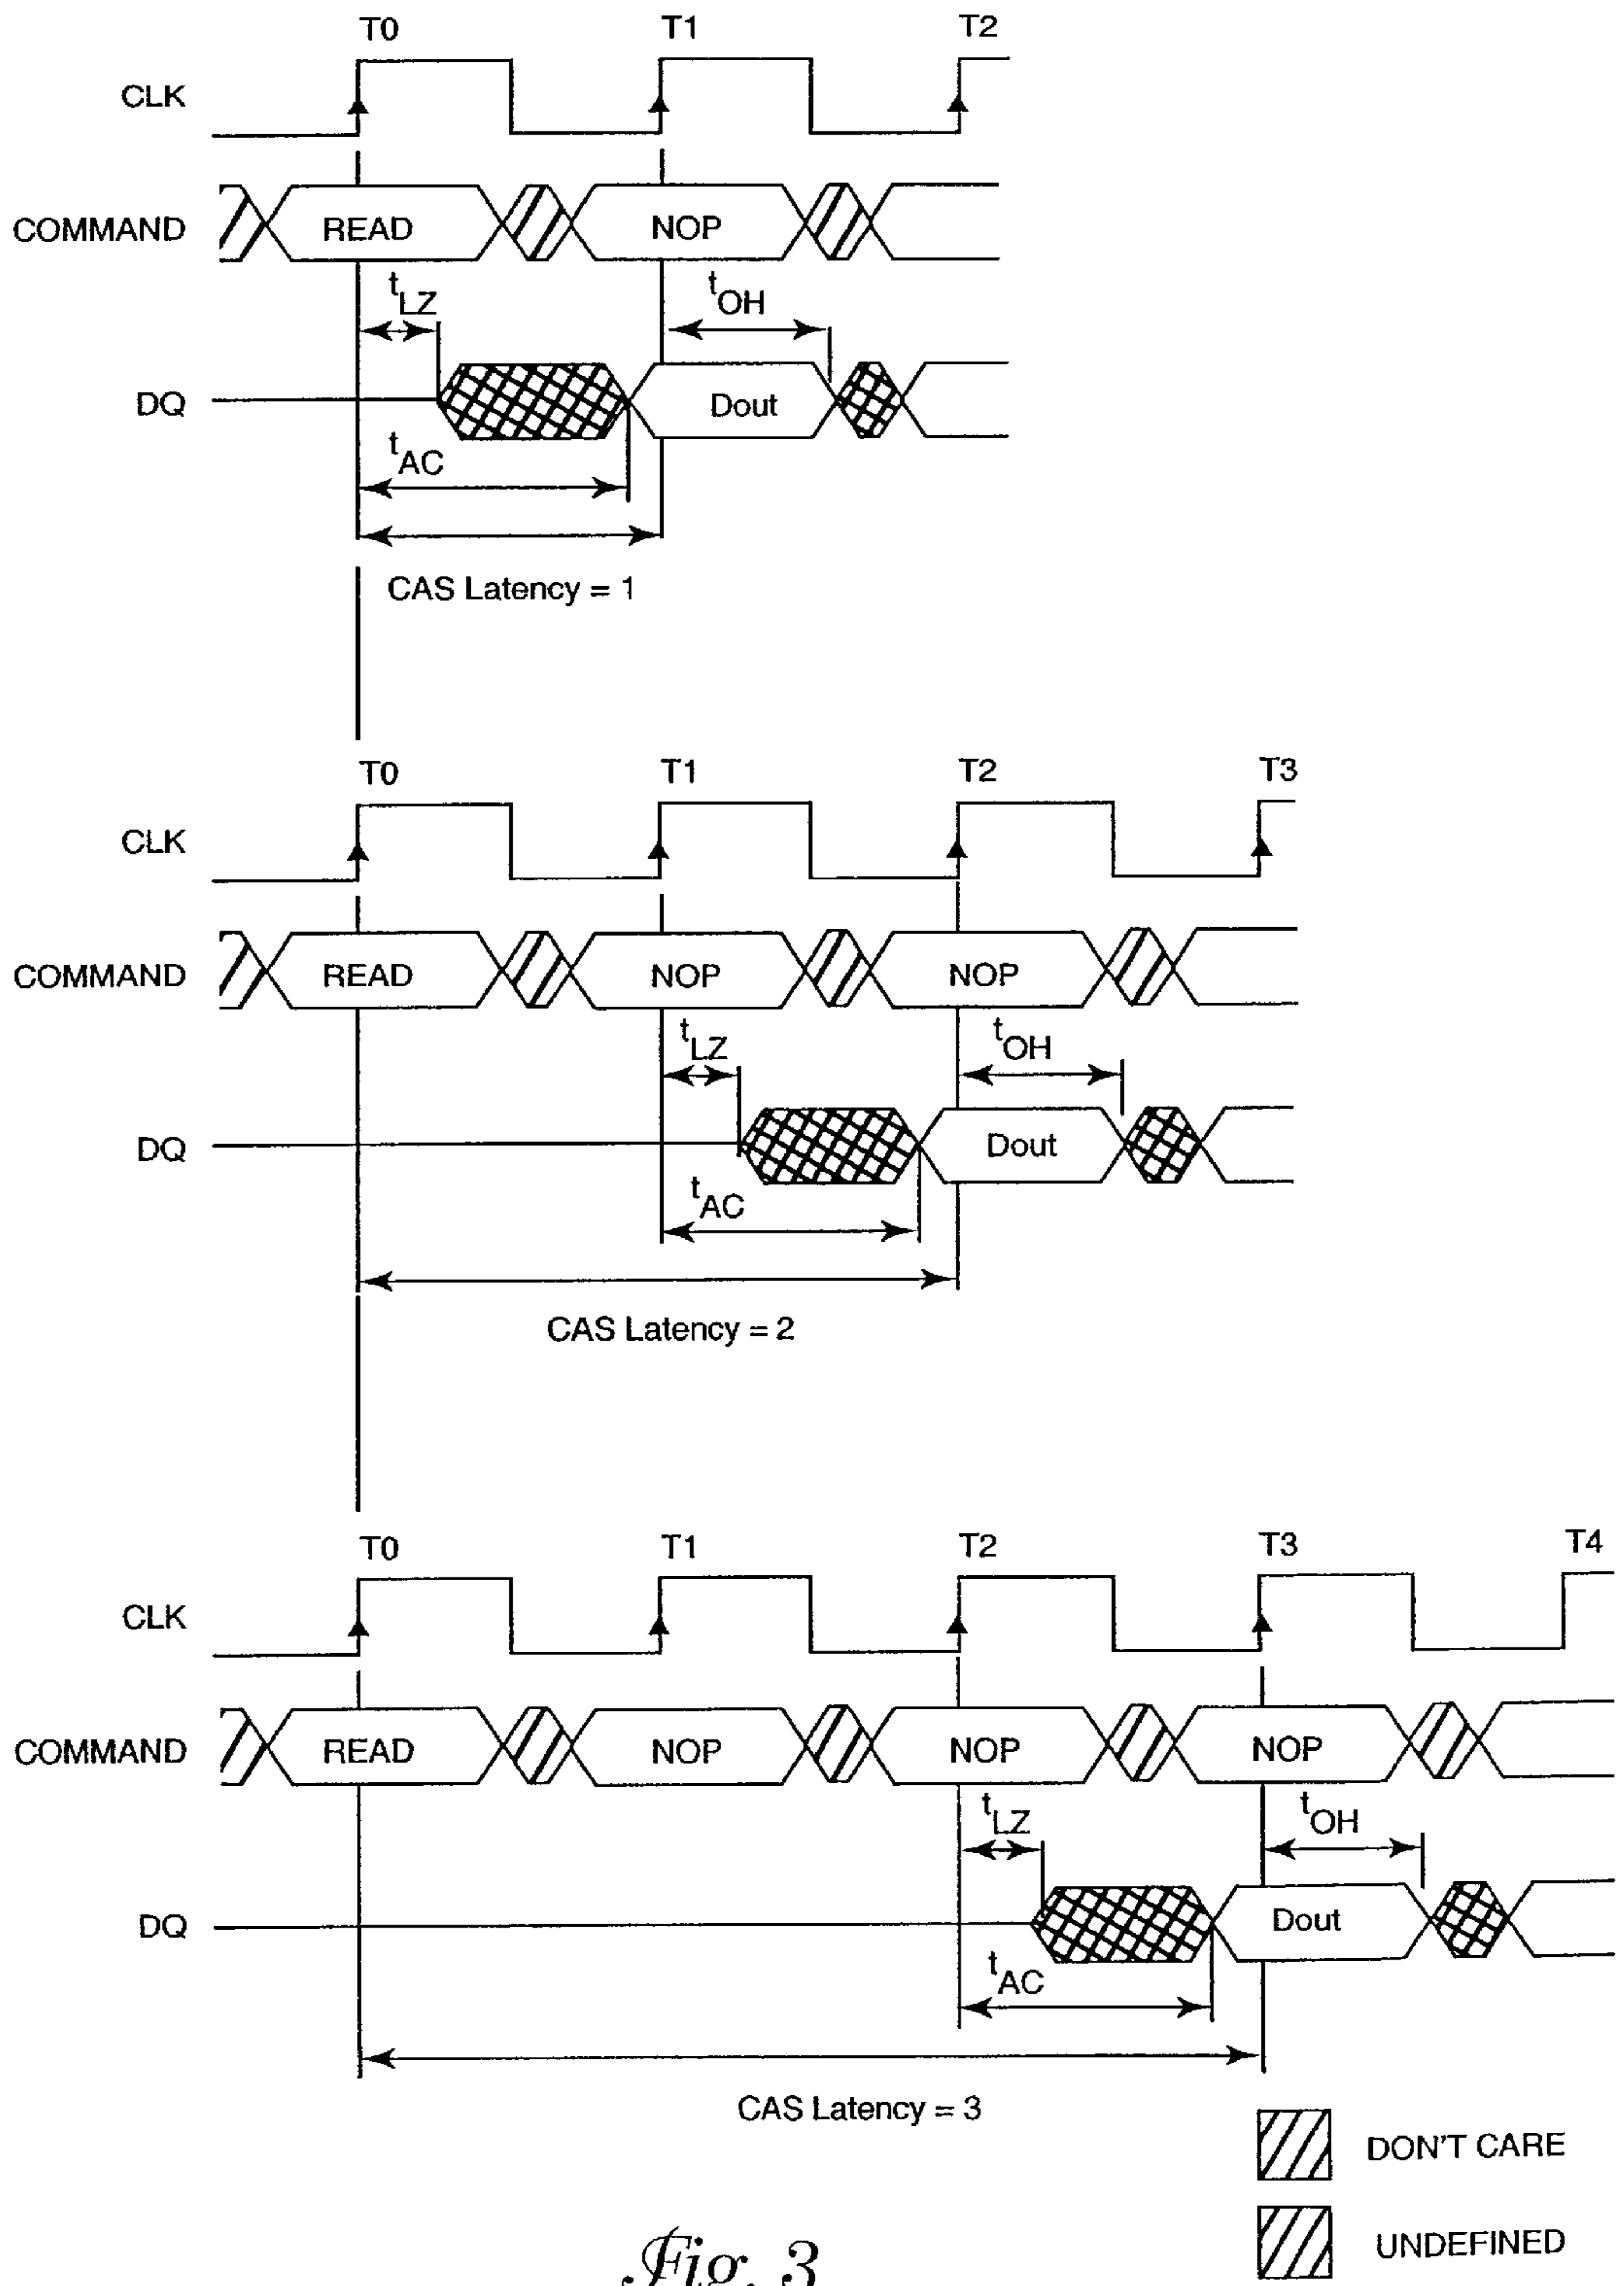 T0 T1 T2
CLK
COMMAND READ NOP
tLZ tOH
DQ Dout
tAC
CAS Latency = 1
T0 T1 T2 T3
CLK
COMMAND READ NOP NOP
tLZ tOH
DQ Dout
tAC
CAS Latency = 2
T0 T1 T2 T3 T4
CLK
COMMAND READ NOP NOP NOP
tLZ tOH
DQ Dout
tAC
CAS Latency = 3
DON'T CARE
UNDEFINED
Fig. 3